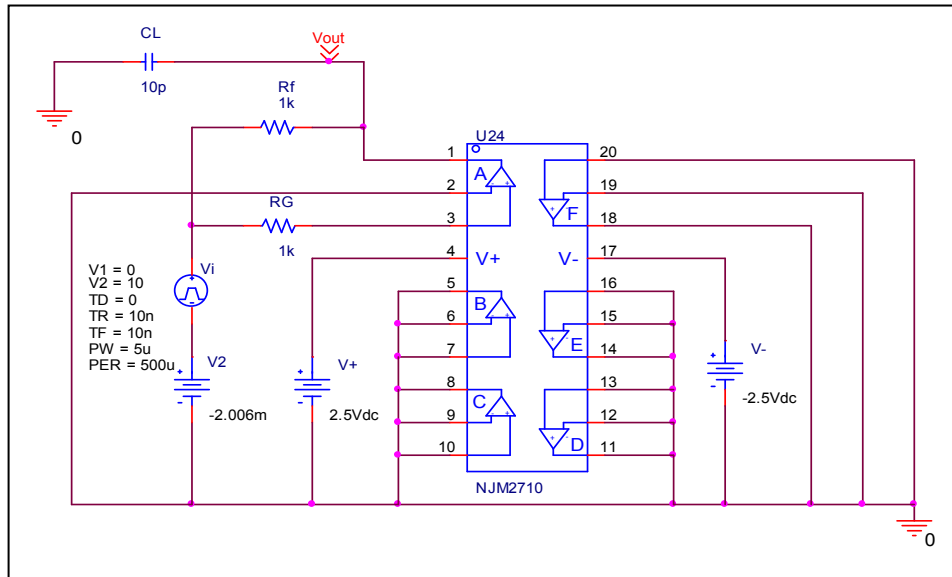 CL
Vout
10p
Rf
1k
0
U24
1
20
A
2
19
F
RG
3
18
1k
4
V+
V-
17
V1 = 0
V2 = 10
TD = 0
TR = 10n
TF = 10n
PW = 5u
PER = 500u
Vi
5
16
B
6
15
E
7
14
V2
+
-
-2.006m
V+
+
-
2.5Vdc
V-
+
-
-2.5Vdc
8
13
C
9
12
D
10
11
NJM2710
0